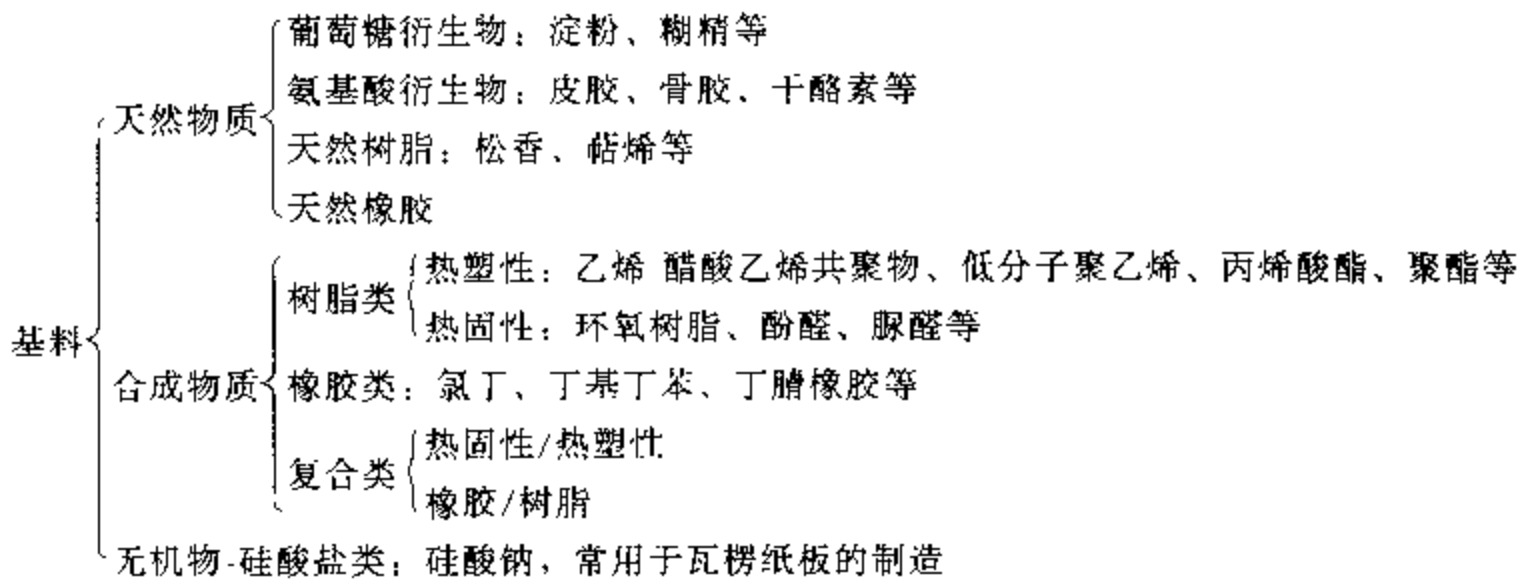 葡萄糖衍生物：淀粉、糊精等
氨基酸衍生物：皮胶、骨胶、干酪素等
天然物质
天然树脂：松香、萜烯等
天然橡胶
热塑性：乙烯 醋酸乙烯共聚物、低分子聚乙烯、丙烯酸酯、聚酯等
树脂类
热固性：环氧树脂、酚醛、脲醛等
基料
合成物质
橡胶类：氯丁、丁基丁苯、丁腈橡胶等
热固性/热塑性
复合类
橡胶/树脂
无机物-硅酸盐类：硅酸钠，常用于瓦楞纸板的制造